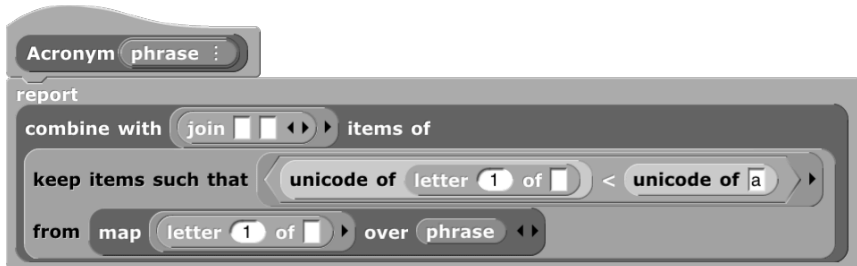 Acronym phrase ⋮
report
combine with join items of
keep items such that unicode of letter 1 of < unicode of a
from map letter 1 of over phrase